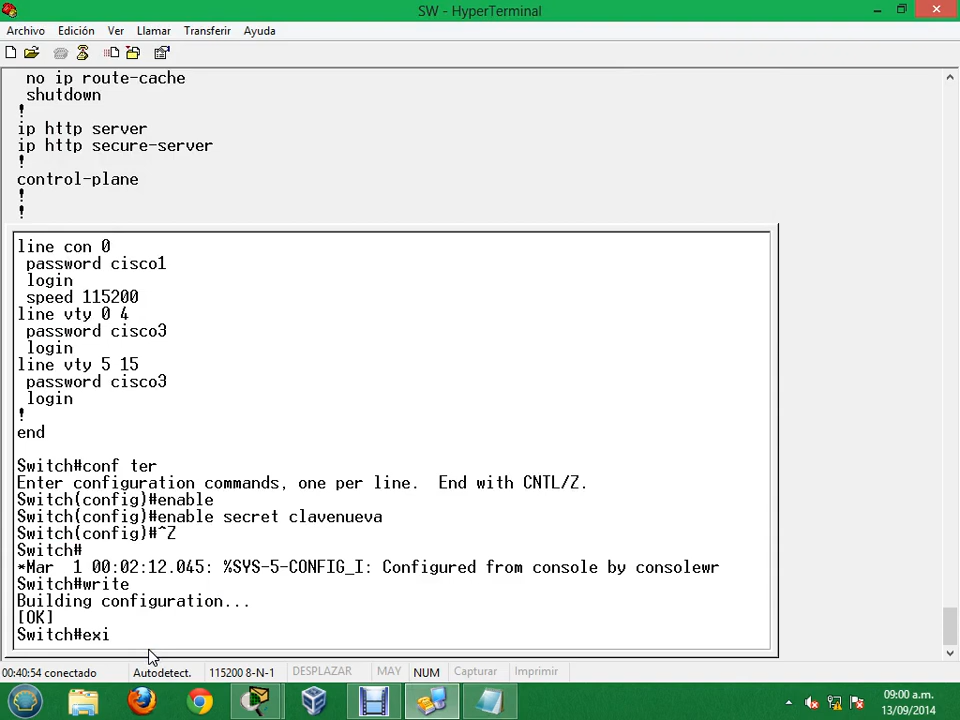 SW - HyperTerminal
Archivo Edición Ver Llamar Transferir Ayuda
no ip route-cache
shutdown
!
ip http server
ip http secure-server
!
control-plane
!
!
line con 0
password cisco1
login
speed 115200
line vty 0 4
password cisco3
login
line vty 5 15
password cisco3
login
!
end
Switch#conf ter
Enter configuration commands, one per line.  End with CNTL/Z.
Switch(config)#enable
Switch(config)#enable secret clavenueva
Switch(config)#^Z
Switch#
*Mar  1 00:02:12.045: %SYS-5-CONFIG_I: Configured from console by consolewr
Switch#write
Building configuration...
[OK]
Switch#exi
00:40:54 conectado Autodetect. 115200 8-N-1 DESPLAZAR MAY NUM Capturar Imprimir
09:00 a.m.
13/09/2014